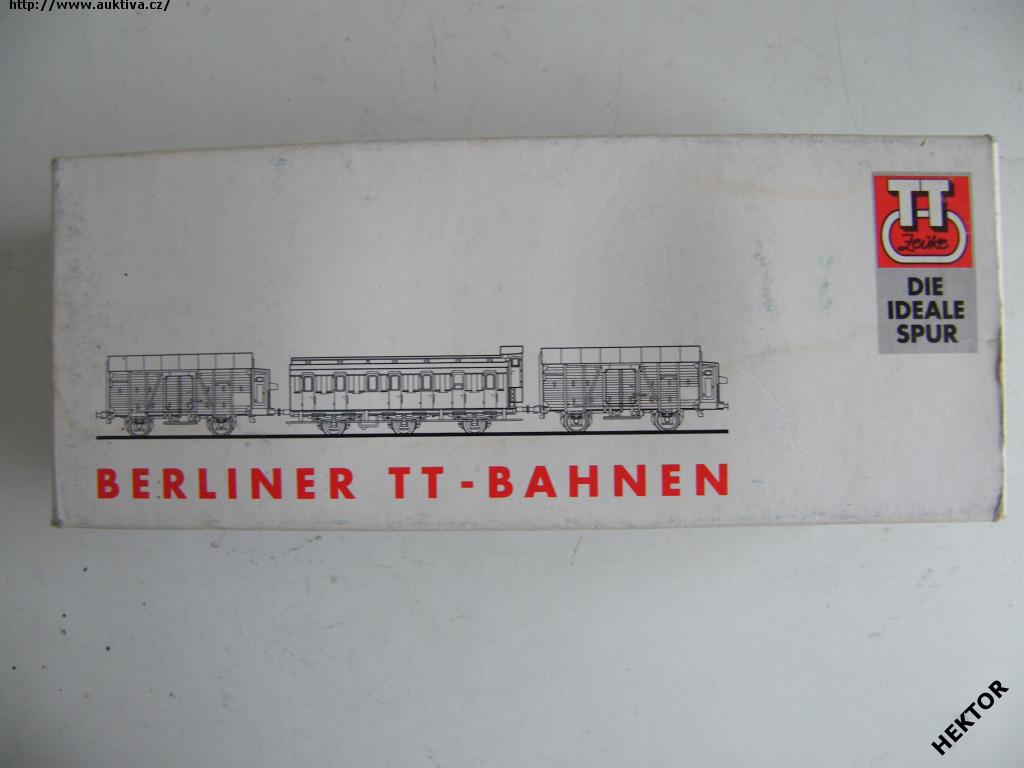 http://www.auktiva.cz/
TT
Zeuke
DIE
IDEALE
SPUR
BERLINER TT-BAHNEN
HEKTOR